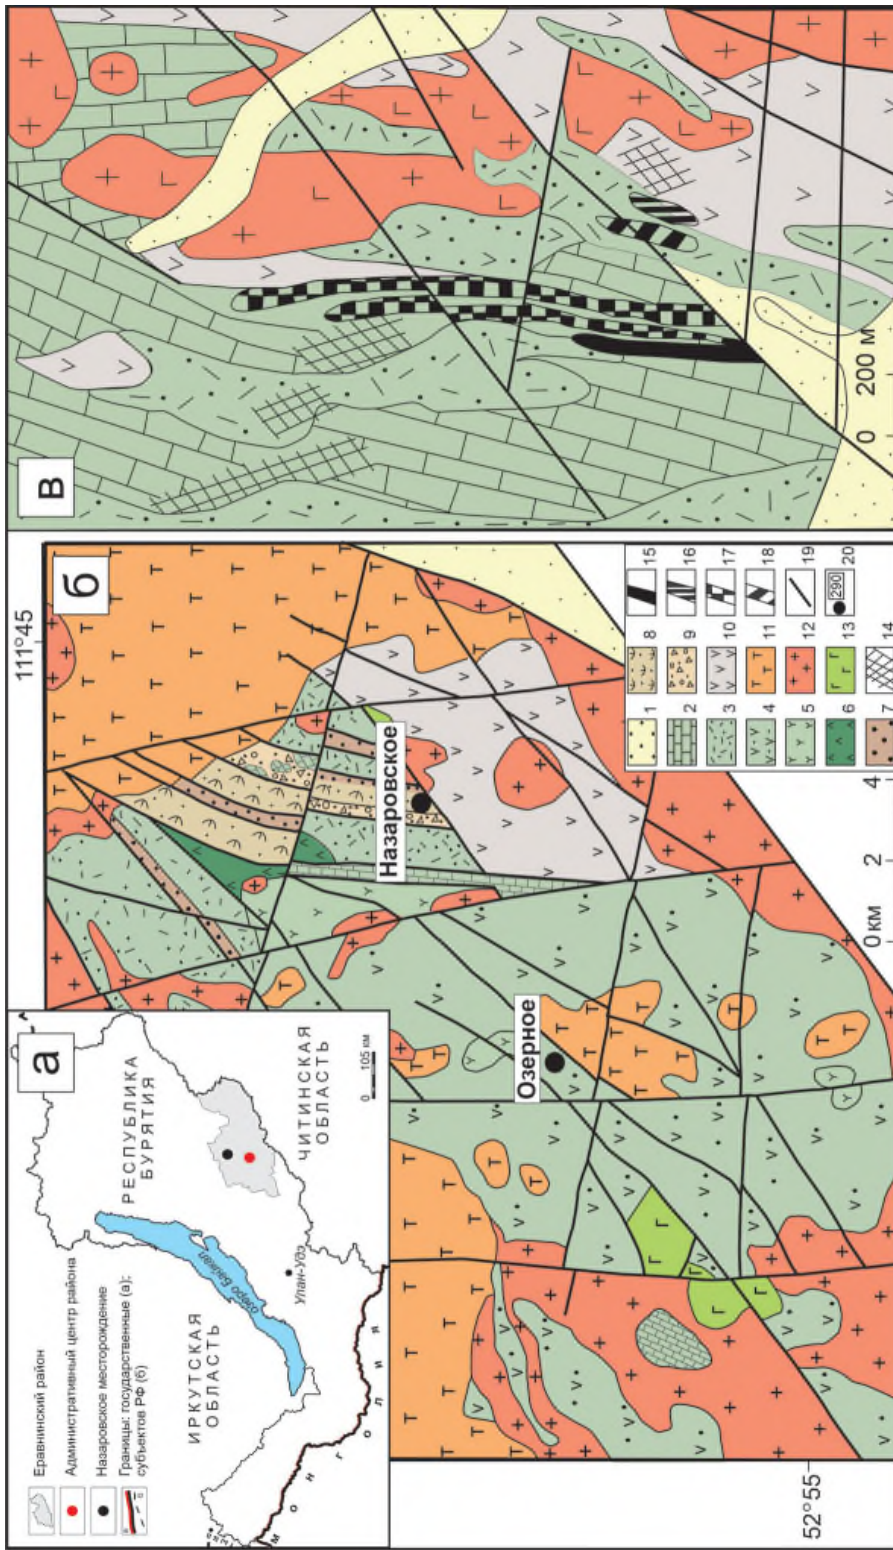 а
Еравнинский район
Административный центр района
Назаровское месторождение
Границы: государственные (а);
субъектов РФ (б)
РЕСПУБЛИКА
БУРЯТИЯ
ИРКУТСКАЯ
ОБЛАСТЬ
ЧИТИНСКАЯ
ОБЛАСТЬ
озеро Байкал
Улан-Удэ
Монголия
0 105 км
б
111°45
52°55
Назаровское
Озерное
0 км 2 4
1 8 15
2 9 16
3 10 17
4 11 18
5 12 19
6 13 290 20
7 14
в
0 200 м